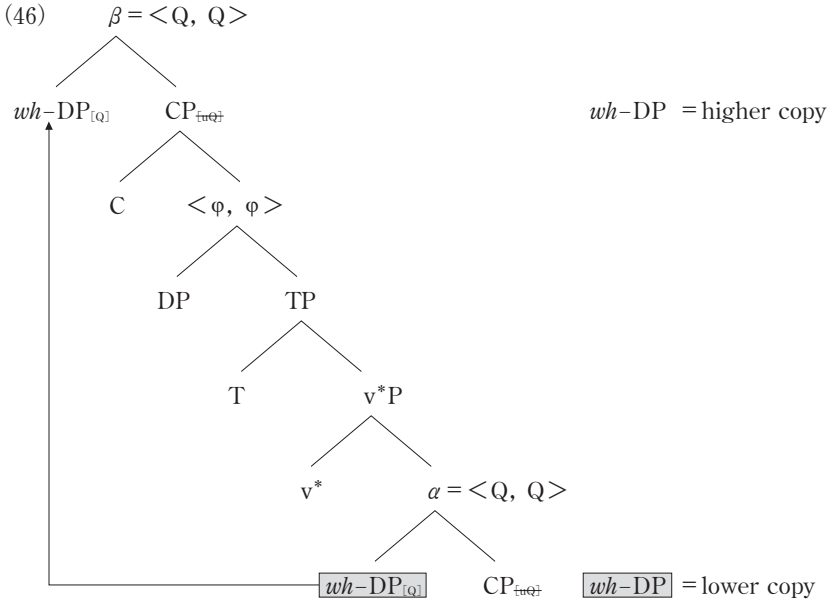 (46) β = <Q, Q>
wh-DP[Q] CP[uQ] wh-DP = higher copy
C <φ, φ>
DP TP
T v*P
v* α = <Q, Q>
wh-DP[Q] CP[uQ] wh-DP = lower copy